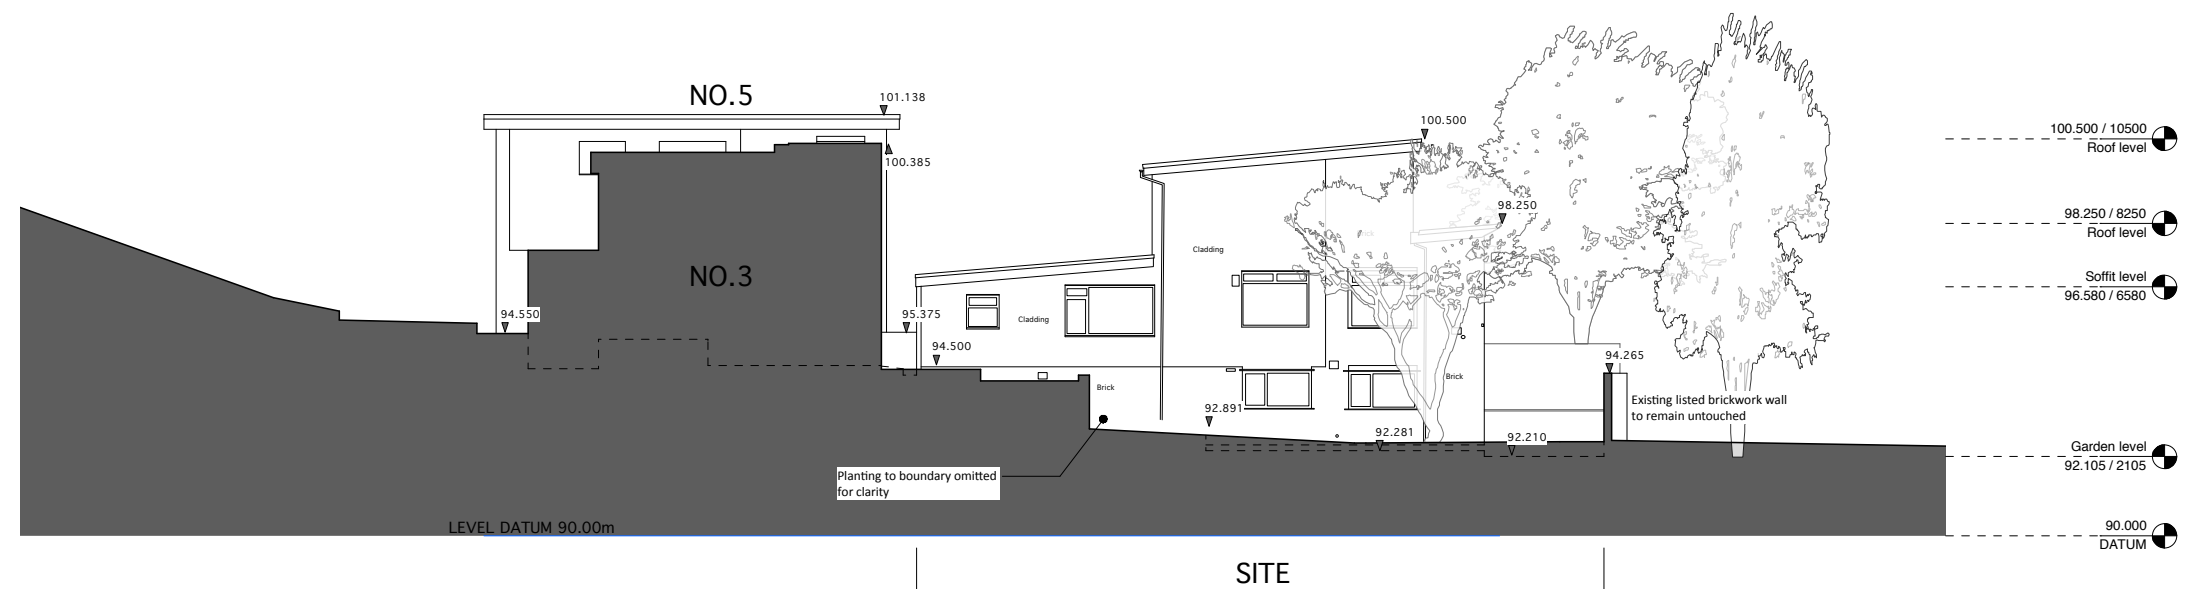 NO.5
101.138
100.385
100.500
98.250
NO.3
Cladding
94.550
95.375
Cladding
94.500
94.265
Brick
Brick
92.891
92.281
92.210
Existing listed brickwork wall
to remain untouched
Planting to boundary omitted
for clarity
LEVEL DATUM 90.00m
SITE
100.500 / 10500
Roof level
98.250 / 8250
Roof level
Soffit level
96.580 / 6580
Garden level
92.105 / 2105
90.000
DATUM